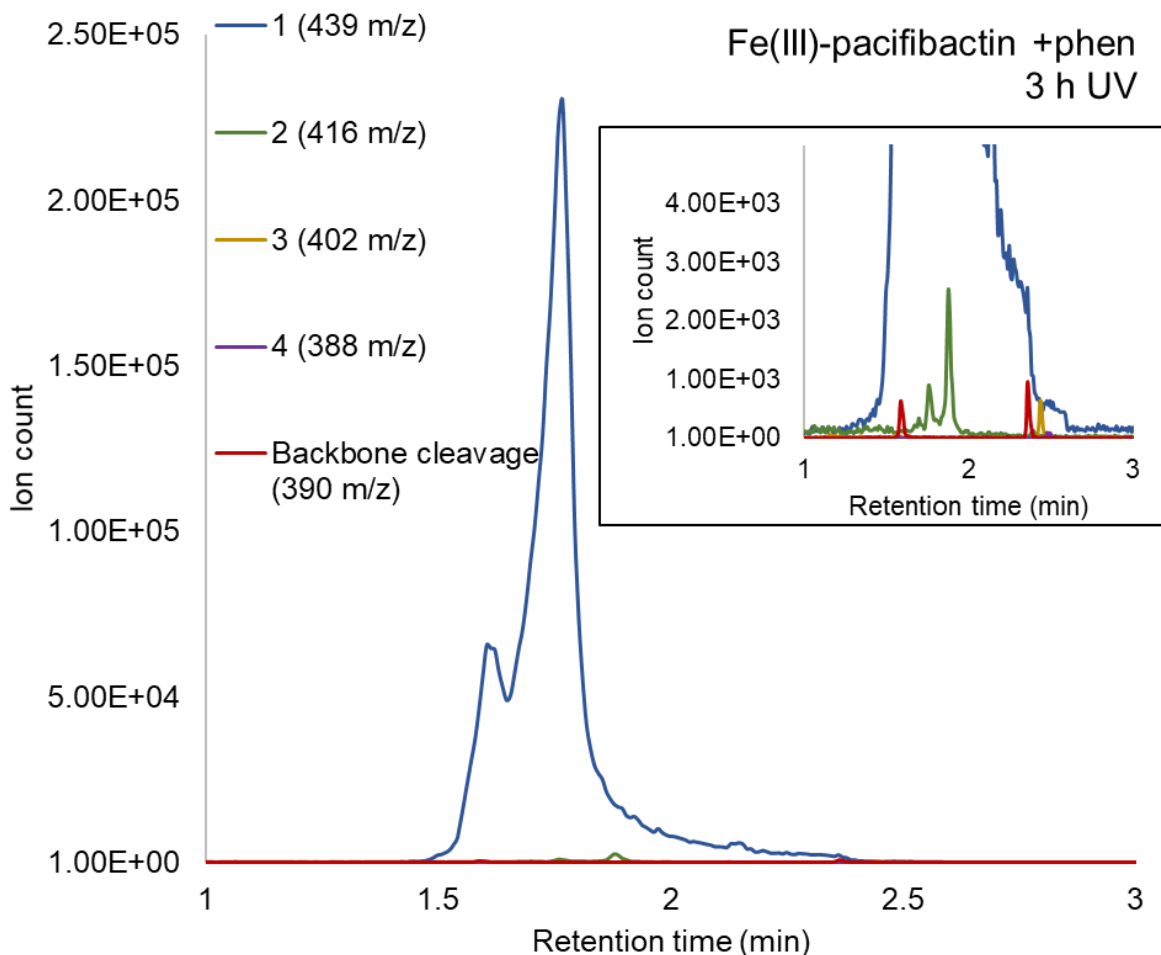 Fe(III)-pacifibactin +phen
3 h UV
1 (439 m/z)
2 (416 m/z)
3 (402 m/z)
4 (388 m/z)
Backbone cleavage
(390 m/z)
Ion count
2.50E+05
2.00E+05
1.50E+05
1.00E+05
5.00E+04
1.00E+00
1
1.5
2
2.5
3
Retention time (min)
Ion count
4.00E+03
3.00E+03
2.00E+03
1.00E+03
1.00E+00
1
2
3
Retention time (min)